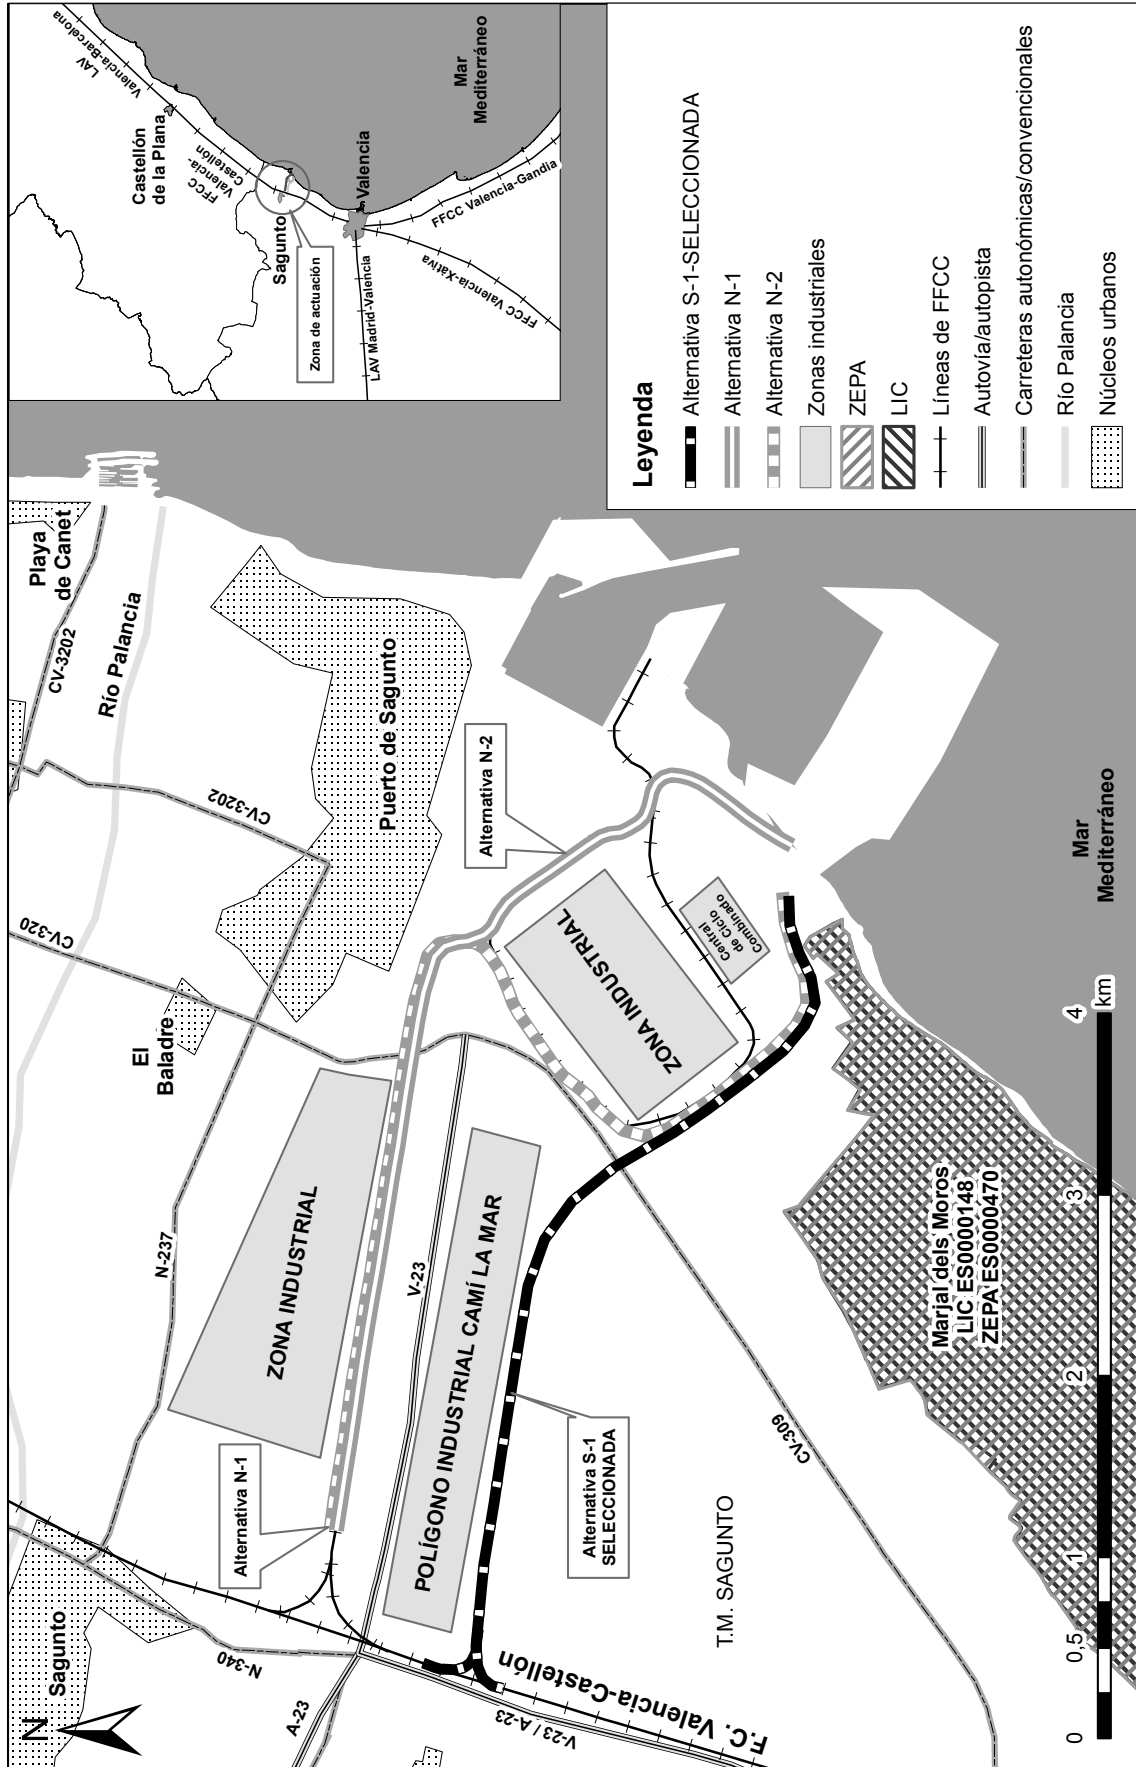 N
Sagunto
N-340
A-23
V-23 / A-23
F.C. Valencia-Castellón
Alternativa N-1
N-237
ZONA INDUSTRIAL
V-23
POLÍGONO INDUSTRIAL CAMÍ LA MAR
Alternativa S-1
SELECCIONADA
T.M. SAGUNTO
CV-309
El
Baladre
CV-320
CV-3202
Río Palancia
CV-3202
Playa
de Canet
Puerto de Sagunto
Alternativa N-2
ZONA INDUSTRIAL
Central
de Ciclo
Combinado
Marjal dels Moros
LIC ES0000148
ZEPA ES00000470
Mar
Mediterráneo
0
0,5
1
2
3
4
km
LAV
Valencia-Barcelona
Castellón
de la Plana
FFCC
Valencia-
Castellón
Sagunto
Zona de actuación
Valencia
LAV Madrid-Valencia
FFCC Valencia-Xàtiva
FFCC Valencia-Gandia
Mar
Mediterráneo
Leyenda
Alternativa S-1-SELECCIONADA
Alternativa N-1
Alternativa N-2
Zonas industriales
ZEPA
LIC
Líneas de FFCC
Autovía/autopista
Carreteras autonómicas/convencionales
Río Palancia
Núcleos urbanos